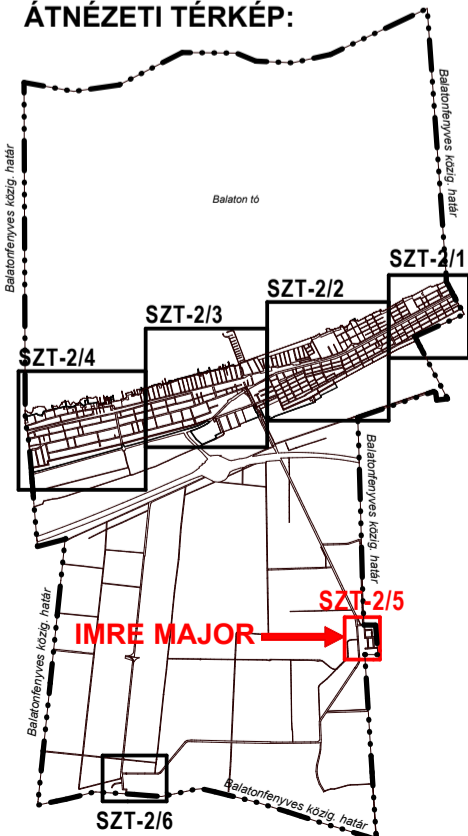 ÁTNÉZETI TÉRKÉP:
Balatonfenyves közig. határ
Balatonfenyves közig. határ
Balaton tó
SZT-2/1
SZT-2/2
SZT-2/3
SZT-2/4
Balatonfenyves közig. határ
SZT-2/5
IMRE MAJOR
Balatonfenyves közig. határ
Balatonfenyves közig. határ
SZT-2/6